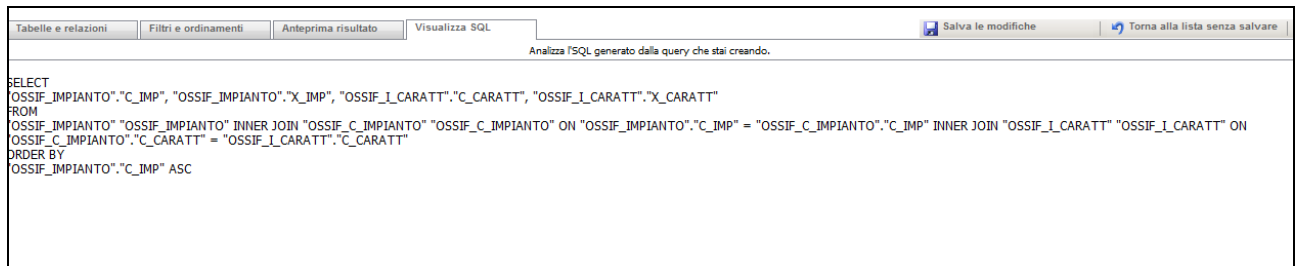 Tabelle e relazioni Filtri e ordinamenti Anteprima risultato Visualizza SQL Salva le modifiche Torna alla lista senza salvare
Analizza l'SQL generato dalla query che stai creando.
SELECT
"OSSIF_IMPIANTO"."C_IMP", "OSSIF_IMPIANTO"."X_IMP", "OSSIF_I_CARATT"."C_CARATT", "OSSIF_I_CARATT"."X_CARATT"
FROM
"OSSIF_IMPIANTO" "OSSIF_IMPIANTO" INNER JOIN "OSSIF_C_IMPIANTO" "OSSIF_C_IMPIANTO" ON "OSSIF_IMPIANTO"."C_IMP" = "OSSIF_C_IMPIANTO"."C_IMP" INNER JOIN "OSSIF_I_CARATT" "OSSIF_I_CARATT" ON
"OSSIF_C_IMPIANTO"."C_CARATT" = "OSSIF_I_CARATT"."C_CARATT"
ORDER BY
"OSSIF_IMPIANTO"."C_IMP" ASC